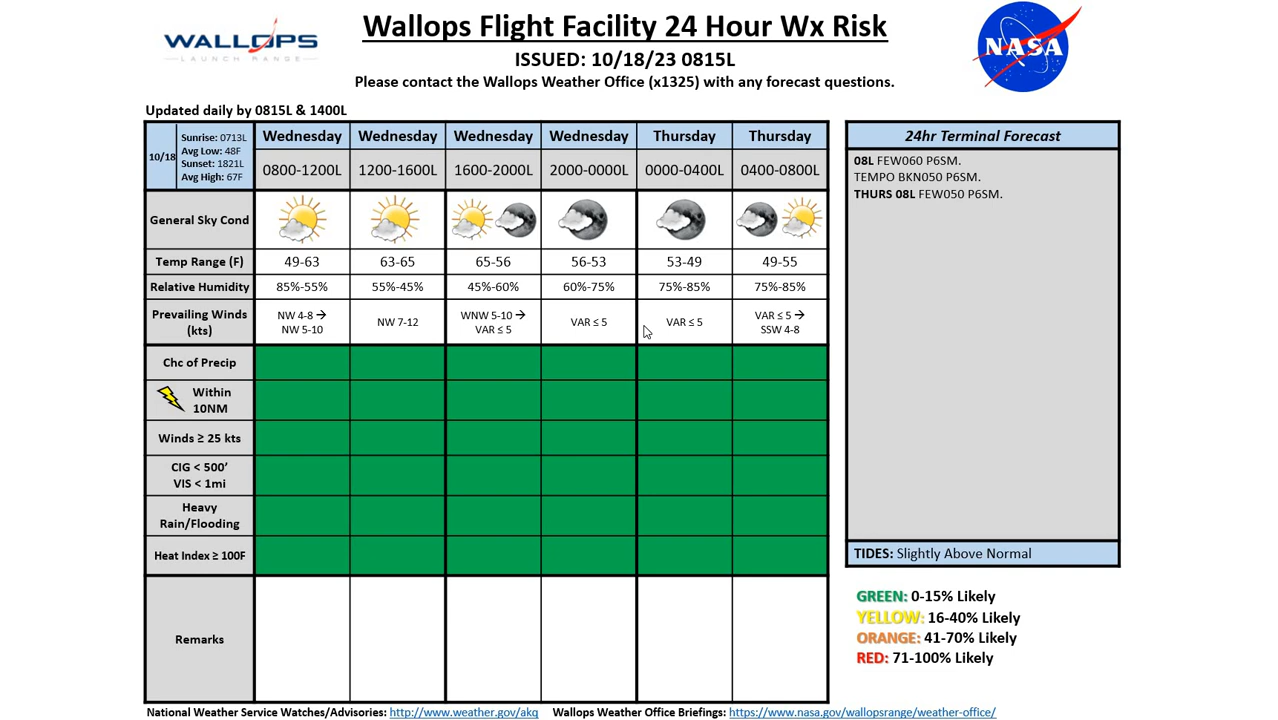 WALLOPS
LAUNCH RANGE
Wallops Flight Facility 24 Hour Wx Risk
ISSUED: 10/18/23 0815L
Please contact the Wallops Weather Office (x1325) with any forecast questions.
NASA
Updated daily by 0815L & 1400L
10/18
Sunrise: 0713L
Avg Low: 48F
Sunset: 1821L
Avg High: 67F
Wednesday Wednesday Wednesday Wednesday Thursday Thursday
0800-1200L 1200-1600L 1600-2000L 2000-0000L 0000-0400L 0400-0800L
General Sky Cond
Temp Range (F) 49-63 63-65 65-56 56-53 53-49 49-55
Relative Humidity 85%-55% 55%-45% 45%-60% 60%-75% 75%-85% 75%-85%
Prevailing Winds (kts) NW 4-8 → NW 5-10 NW 7-12 WNW 5-10 → VAR ≤ 5 VAR ≤ 5 VAR ≤ 5 VAR ≤ 5 → SSW 4-8
Chc of Precip
Within
10NM
Winds ≥ 25 kts
CIG < 500’
VIS < 1mi
Heavy
Rain/Flooding
Heat Index ≥ 100F
Remarks
24hr Terminal Forecast
08L FEW060 P6SM.
TEMPO BKN050 P6SM.
THURS 08L FEW050 P6SM.
TIDES: Slightly Above Normal
GREEN: 0-15% Likely
YELLOW: 16-40% Likely
ORANGE: 41-70% Likely
RED: 71-100% Likely
National Weather Service Watches/Advisories: http://www.weather.gov/akq Wallops Weather Office Briefings: https://www.nasa.gov/wallopsrange/weather-office/